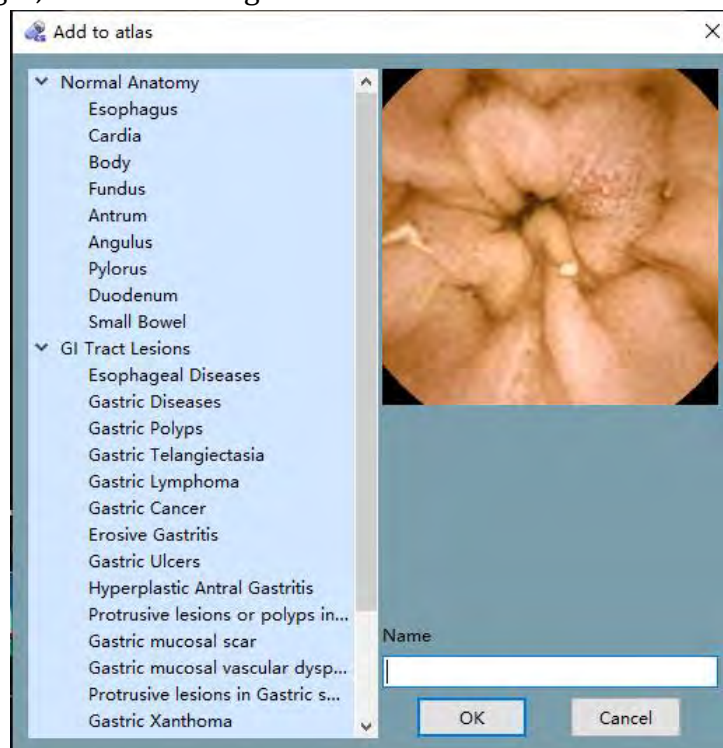 Add to atlas
Normal Anatomy
Esophagus
Cardia
Body
Fundus
Antrum
Angulus
Pylorus
Duodenum
Small Bowel
GI Tract Lesions
Esophageal Diseases
Gastric Diseases
Gastric Polyps
Gastric Telangiectasia
Gastric Lymphoma
Gastric Cancer
Erosive Gastritis
Gastric Ulcers
Hyperplastic Antral Gastritis
Protrusive lesions or polyps in...
Gastric mucosal scar
Gastric mucosal vascular dysp...
Protrusive lesions in Gastric s...
Gastric Xanthoma
Name
OK
Cancel